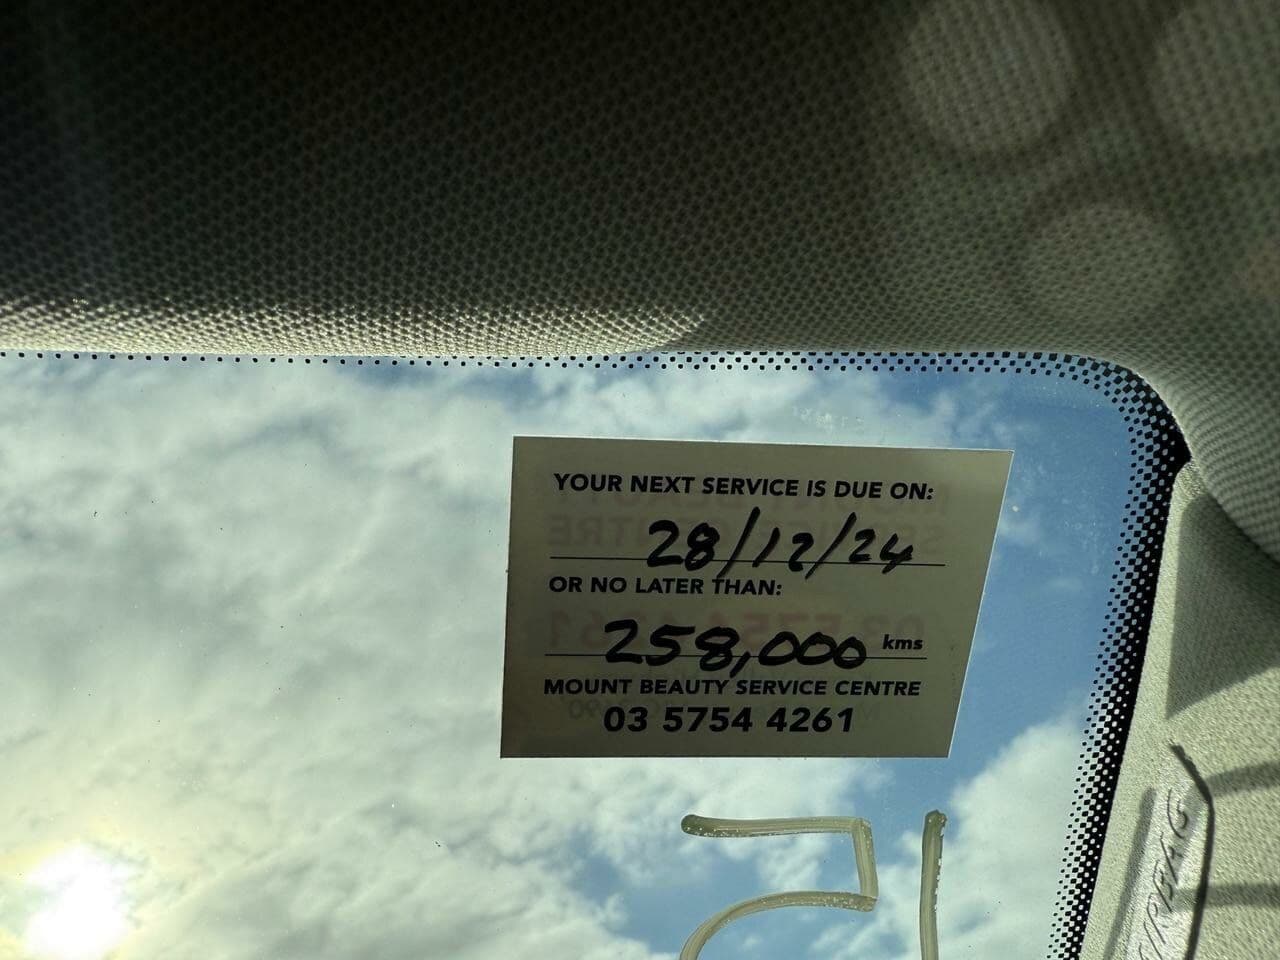 YOUR NEXT SERVICE IS DUE ON:
28/12/24
OR NO LATER THAN:
258,000 kms
MOUNT BEAUTY SERVICE CENTRE
03 5754 4261
AIRBAG